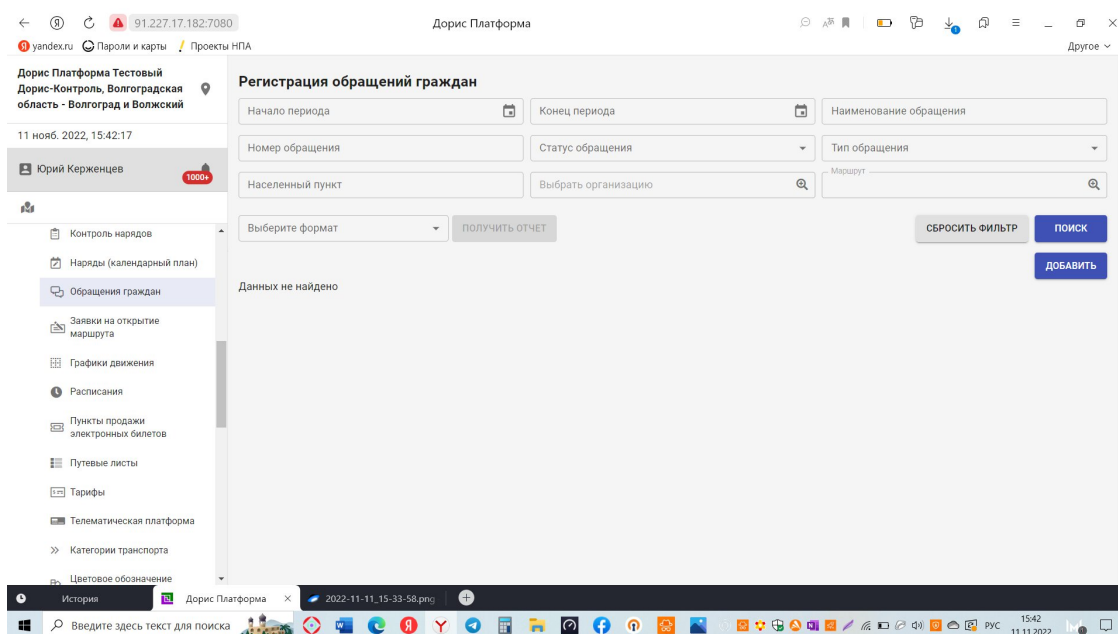 91.227.17.182:7080
Дорис Платформа
yandex.ru
Пароли и карты
Проекты НПА
Другое
Дорис Платформа Тестовый
Дорис-Контроль, Волгоградская
область - Волгоград и Волжский
11 нояб. 2022, 15:42:17
Юрий Керженцев
1000+
Контроль нарядов
Наряды (календарный план)
Обращения граждан
Заявки на открытие
маршрута
Графики движения
Расписания
Пункты продажи
электронных билетов
Путевые листы
Тарифы
Телематическая платформа
Категории транспорта
Цветовое обозначение
Регистрация обращений граждан
Начало периода
Конец периода
Наименование обращения
Номер обращения
Статус обращения
Тип обращения
Населенный пункт
Выбрать организацию
Маршрут
Выберите формат
ПОЛУЧИТЬ ОТЧЕТ
СБРОСИТЬ ФИЛЬТР
ПОИСК
ДОБАВИТЬ
Данных не найдено
История
Дорис Платформа
2022-11-11_15-33-58.png
Введите здесь текст для поиска
РУС
15:42
11.11.2022